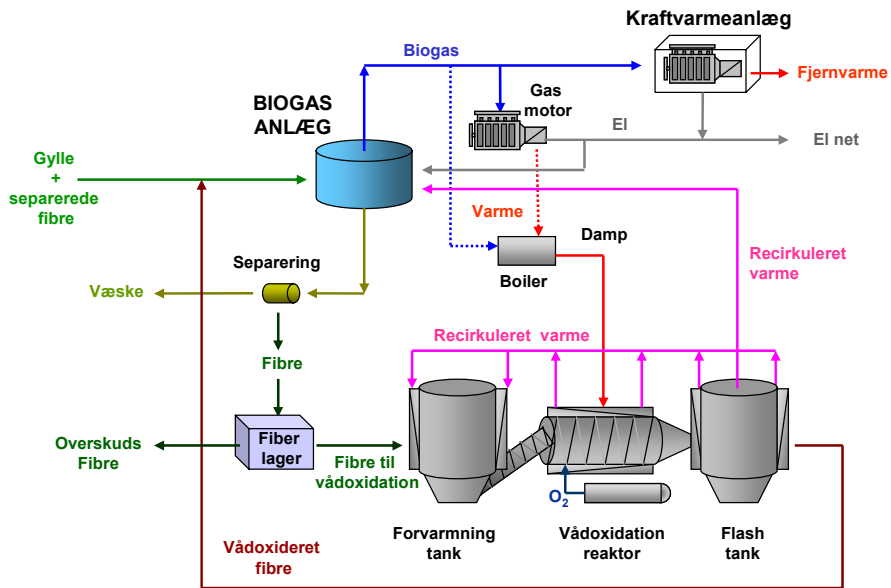 Kraftvarmeanlæg
Biogas
Fjernvarme
Gas
motor
BIOGAS
ANLÆG
El
El net
Gylle
+
separerede
fibre
Varme
Damp
Recirkuleret
varme
Separering
Boiler
Væske
Recirkuleret varme
Fibre
Overskuds
Fibre
Fiber
lager
Fibre til
vådoxidation
O2
Forvarmning
tank
Vådoxidation
reaktor
Flash
tank
Vådoxideret
fibre